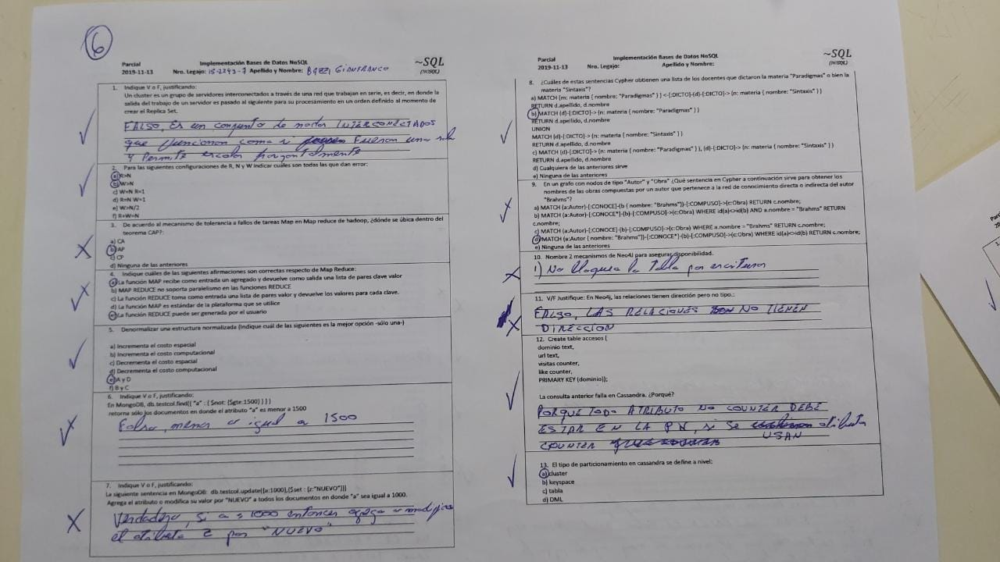 6
Parcial
2019-11-13
Implementación Bases de Datos NoSQL
Nro. Legajo: 15-2243-7 Apellido y Nombre: BAZZI GIANFRANCO
~SQL
(NOSQL)
1. Indique V o F, justificando:
Un cluster es un grupo de servidores interconectados a través de una red que trabajan en serie, es decir, en donde la
salida del trabajo de un servidor es pasado al siguiente para su procesamiento en un orden definido al momento de
crear el Replica Set.
FALSO, Es un conjunto de nodos INTERCONECTADOS
que funcionan como si fueran uno solo
y Permite escalar horizontalmente
2. Para las siguientes configuraciones de R, N y W indicar cuáles son todas las que dan error:
a) R>N
b) W>N
c) W=N R=1
d) R=N W=1
e) W>N/2
f) R+W=N
3. De acuerdo al mecanismo de tolerancia a fallos de tareas Map en Map reduce de hadoop, ¿dónde se úbica dentro del
teorema CAP?:
a) CA
b) AP
c) CP
d) Ninguna de las anteriores
4. Indique cuáles de las siguientes afirmaciones son correctas respecto de Map Reduce:
a) La función MAP recibe como entrada un agregado y devuelve como salida una lista de pares clave valor
b) MAP REDUCE no soporta paralelismo en las funciones REDUCE
c) La función REDUCE toma como entrada una lista de pares valor y devuelve los valores para cada clave.
d) La función MAP es estándar de la plataforma que se utilice
e) La función REDUCE puede ser generada por el usuario
5. Denormalizar una estructura normalizada (Indique cuál de las siguientes es la mejor opción -sólo una-)
a) Incrementa el costo espacial
b) Incrementa el costo computacional
c) Decrementa el costo espacial
d) Decrementa el costo computacional
e) A y D
f) B y C
6. Indique V o F, justificando:
En MongoDB, db.testcol.find({ "a" : { $not: {$gte:1500} } } )
retorna sólo los documentos en donde el atributo "a" es menor a 1500
Falso, menor o igual a 1500
7. Indique V o F, justificando:
La siguiente sentencia en MongoDB: db.testcol.update({a:1000},{$set : {z:"NUEVO"}})
Agrega el atributo o modifica su valor por "NUEVO" a todos los documentos en donde "a" sea igual a 1000.
Verdadero, si a = 1000 entonces agrega o modifica
el atributo z por "NUEVO"
Parcial
2019-11-13
Implementación Bases de Datos NoSQL
Nro. Legajo: Apellido y Nombre:
~SQL
(NOSQL)
8. ¿Cuáles de estas sentencias Cypher obtienen una lista de los docentes que dictaron la materia "Paradigmas" o bien la
materia "Sintaxis"?
a) MATCH (m: materia { nombre: "Paradigmas" } ) <-[:DICTO]-(d)-[:DICTO]-> (n: materia { nombre: "Sintaxis" } )
RETURN d.apellido, d.nombre
b) MATCH (d)-[:DICTO]-> (n: materia { nombre: "Paradigmas" } )
RETURN d.apellido, d.nombre
UNION
MATCH (d)-[:DICTO]-> (n: materia { nombre: "Sintaxis" } )
RETURN d.apellido, d.nombre
c) MATCH (d)-[:DICTO]-> (n: materia { nombre: "Paradigmas" } ), (d)-[:DICTO]-> (n: materia { nombre: "Sintaxis" } )
RETURN d.apellido, d.nombre
d) Cualquiera de las anteriores sirve
e) Ninguna de las anteriores
9. En un grafo con nodos de tipo "Autor" y "Obra" ¿Qué sentencia en Cypher a continuación sirve para obtener los
nombres de las obras compuestas por un autor que pertenece a la red de conocimiento directa o indirecta del autor
"Brahms"?
a) MATCH (a:Autor)-[:CONOCE]-(b { nombre: "Brahms"})-[:COMPUSO]->(c:Obra) RETURN c.nombre;
b) MATCH (a:Autor)-[:CONOCE*]-(b)-[:COMPUSO]->(c:Obra) WHERE id(a)<>id(b) AND a.nombre = "Brahms" RETURN
c.nombre;
c) MATCH (a:Autor)-[:CONOCE]-(b)-[:COMPUSO]->(c:Obra) WHERE a.nombre = "Brahms" RETURN c.nombre;
d) MATCH (a:Autor { nombre: "Brahms"})-[:CONOCE*]-(b)-[:COMPUSO]->(c:Obra) WHERE id(a)<>id(b) RETURN c.nombre;
e) Ninguna de las anteriores
10. Nombre 2 mecanismos de Neo4J para asegurar disponibilidad.
1) No bloquea la tabla por escrituras
11. V/F Justifique: En Neo4j, las relaciones tienen dirección pero no tipo.:
FALSO, LAS RELACIONES NO TIENEN
DIRECCION
12. Create table accesos (
dominio text,
url text,
visitas counter,
like counter,
PRIMARY KEY (dominio));
La consulta anterior falla en Cassandra. ¿Porqué?
PORQUE TODO ATRIBUTO NO COUNTER DEBE
ESTAR EN LA PK, si se USAN atributos
COUNTER
13. El tipo de particionamiento en cassandra se define a nivel:
a) cluster
b) keyspace
c) tabla
d) DML